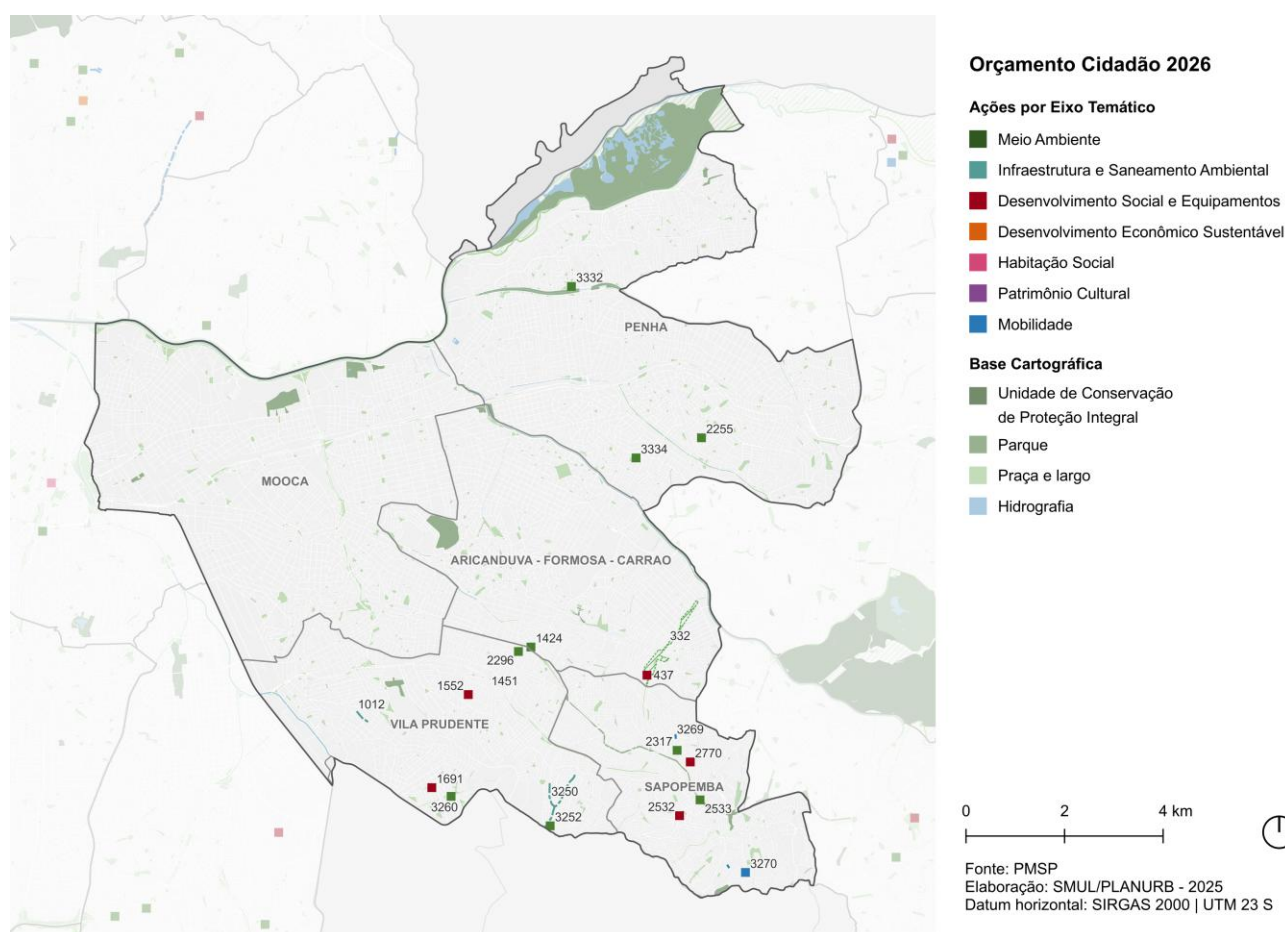 Orçamento Cidadão 2026
Ações por Eixo Temático
Meio Ambiente
Infraestrutura e Saneamento Ambiental
Desenvolvimento Social e Equipamentos
Desenvolvimento Econômico Sustentável
Habitação Social
Patrimônio Cultural
Mobilidade
Base Cartográfica
Unidade de Conservação
de Proteção Integral
Parque
Praça e largo
Hidrografia
3332
PENHA
2255
3334
MOOCA
ARICANDUVA - FORMOSA - CARRAO
332
1424
2296
437
1552
1451
1012
VILA PRUDENTE
3269
2317
2770
1691
3260
3250
SAPOPEMBA
2533
2532
3252
3270
0
2
4 km
Fonte: PMSP
Elaboração: SMUL/PLANURB - 2025
Datum horizontal: SIRGAS 2000 | UTM 23 S